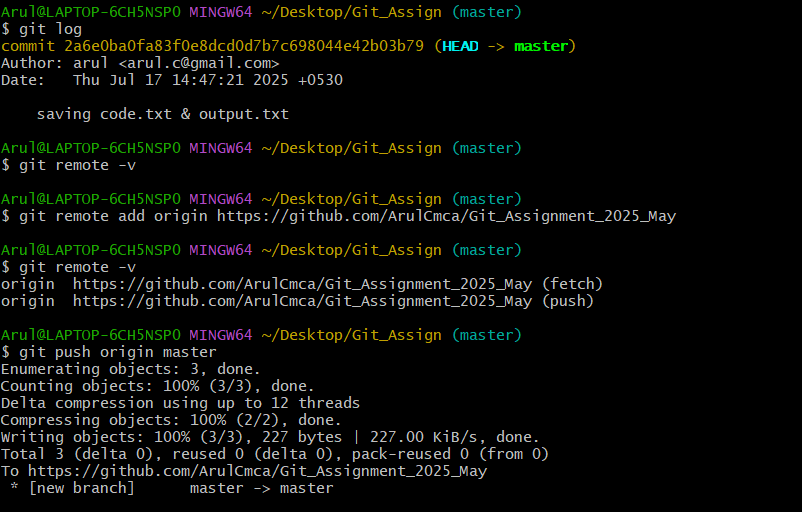 Arul@LAPTOP-6CH5NSP0 MINGW64 ~/Desktop/Git_Assign (master)
$ git log
commit 2a6e0ba0fa83f0e8dcd0d7b7c698044e42b03b79 (HEAD -> master)
Author: arul <arul.c@gmail.com>
Date:   Thu Jul 17 14:47:21 2025 +0530
    saving code.txt & output.txt
Arul@LAPTOP-6CH5NSP0 MINGW64 ~/Desktop/Git_Assign (master)
$ git remote -v
Arul@LAPTOP-6CH5NSP0 MINGW64 ~/Desktop/Git_Assign (master)
$ git remote add origin https://github.com/ArulCmca/Git_Assignment_2025_May
Arul@LAPTOP-6CH5NSP0 MINGW64 ~/Desktop/Git_Assign (master)
$ git remote -v
origin  https://github.com/ArulCmca/Git_Assignment_2025_May (fetch)
origin  https://github.com/ArulCmca/Git_Assignment_2025_May (push)
Arul@LAPTOP-6CH5NSP0 MINGW64 ~/Desktop/Git_Assign (master)
$ git push origin master
Enumerating objects: 3, done.
Counting objects: 100% (3/3), done.
Delta compression using up to 12 threads
Compressing objects: 100% (2/2), done.
Writing objects: 100% (3/3), 227 bytes | 227.00 KiB/s, done.
Total 3 (delta 0), reused 0 (delta 0), pack-reused 0 (from 0)
To https://github.com/ArulCmca/Git_Assignment_2025_May
 * [new branch]      master -> master